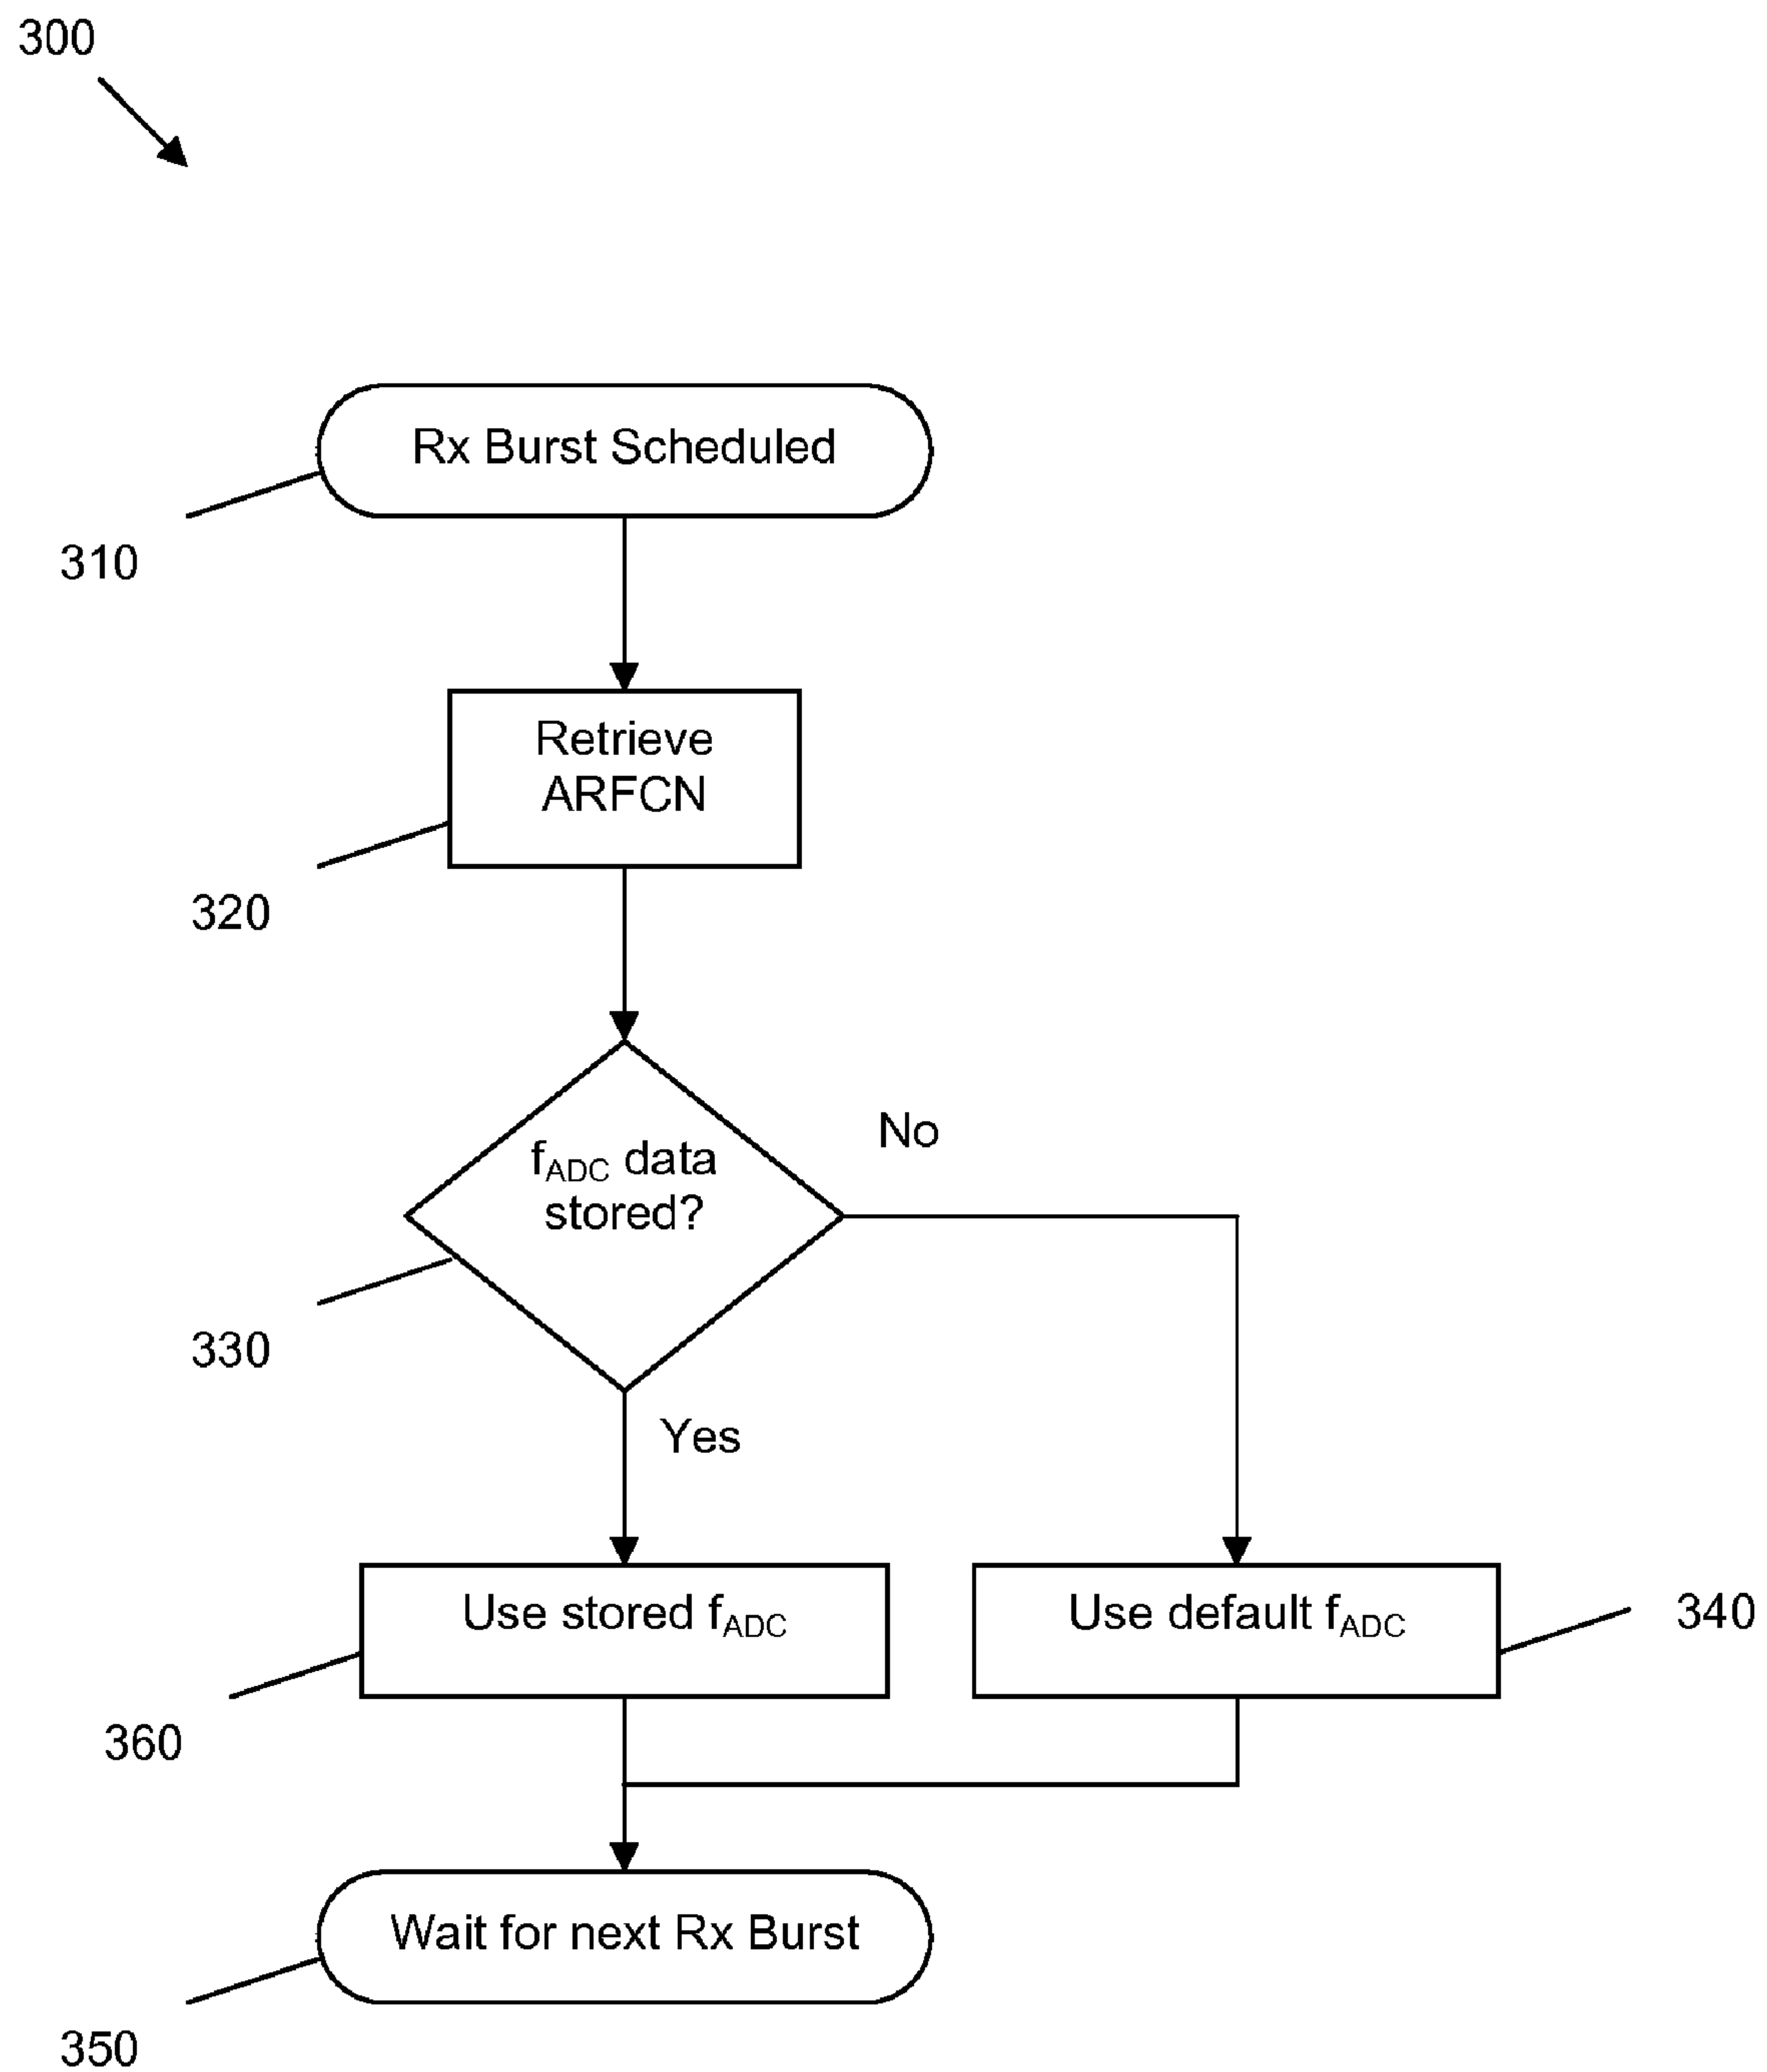 300
Rx Burst Scheduled
310
Retrieve
ARFCN
320
No
fADC data
stored?
330
Yes
Use stored fADC
Use default fADC
340
360
Wait for next Rx Burst
350